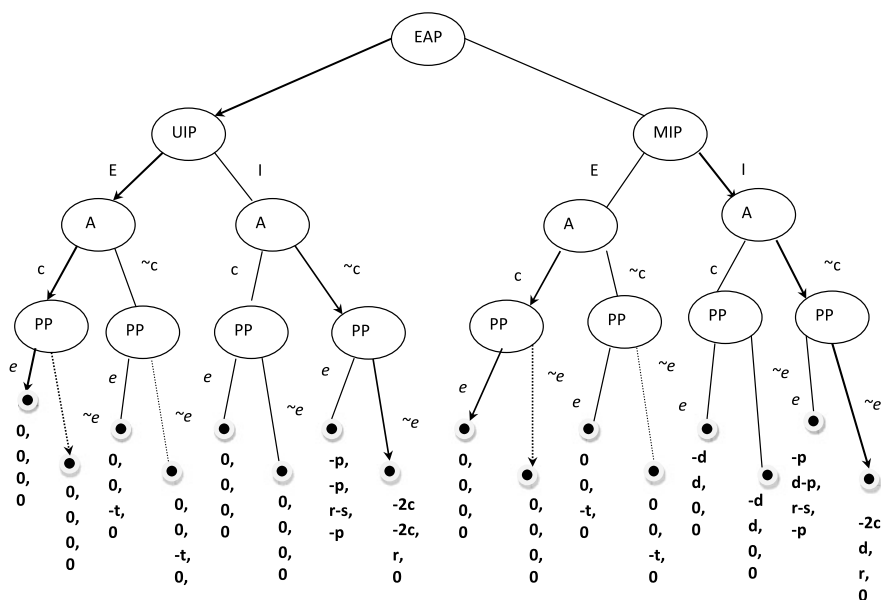 EAP
UIP
MIP
E
I
E
I
A
A
A
A
c
~c
c
~c
c
~c
c
~c
PP
PP
PP
PP
PP
PP
PP
PP
e
~e
e
~e
e
~e
e
~e
e
~e
e
~e
e
~e
e
~e
0,
0,
0,
0
0,
0,
0,
0
0,
0,
-t,
0
0,
0,
-t,
0,
0,
0,
0,
0
0,
0,
0,
0
-p,
-p,
r-s,
-p
-2c
-2c,
r,
0
0,
0,
0,
0
0,
0,
0,
0
0
0,
-t,
0
0
0,
-t,
0
-d
d,
0,
0
-d
d,
0,
0
-p
d-p,
r-s,
-p
-2c
d,
r,
0